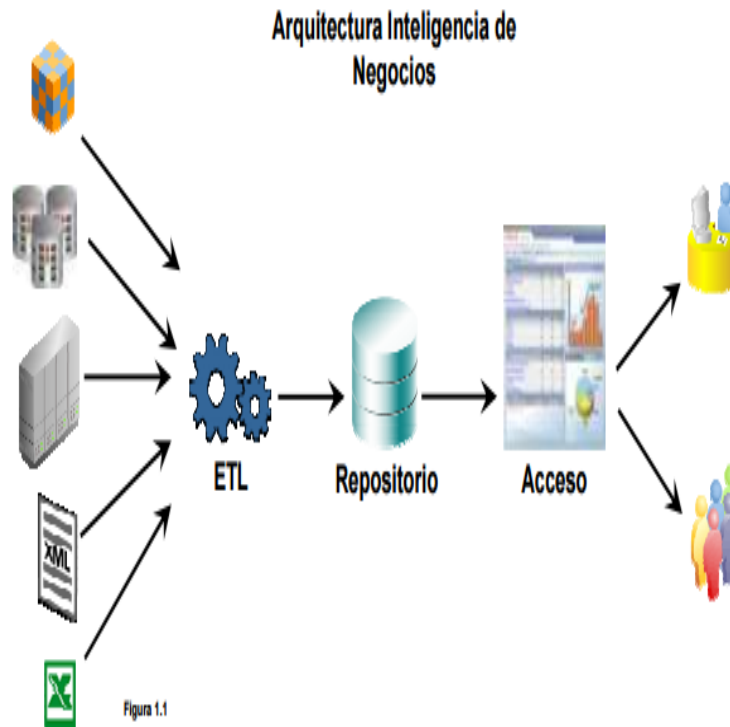 Arquitectura Inteligencia de
Negocios
ETL
Repositorio
Acceso
XML
X
Figura 1.1